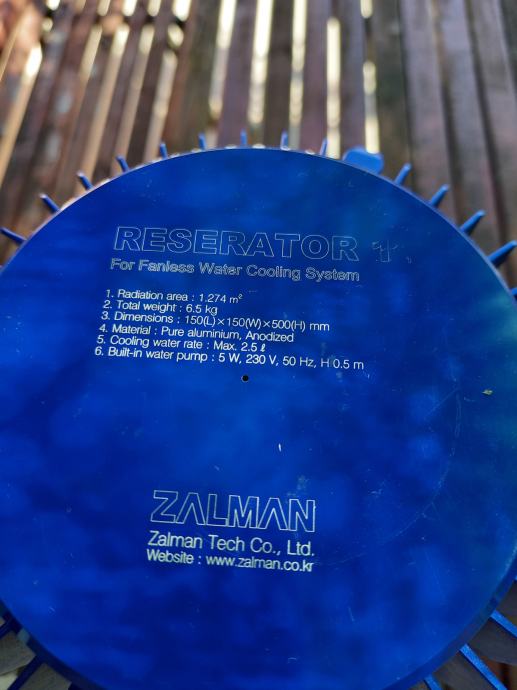 RESERATOR 1
For Fanless Water Cooling System
1. Radiation area : 1.274 m²
2. Total weight : 6.5 kg
3. Dimensions : 150(L)×150(W)×500(H) mm
4. Material : Pure aluminium, Anodized
5. Cooling water rate : Max. 2.5 ℓ
6. Built-in water pump : 5 W, 230 V, 50 Hz, H 0.5 m
ZALMAN
Zalman Tech Co., Ltd.
Website : www.zalman.co.kr